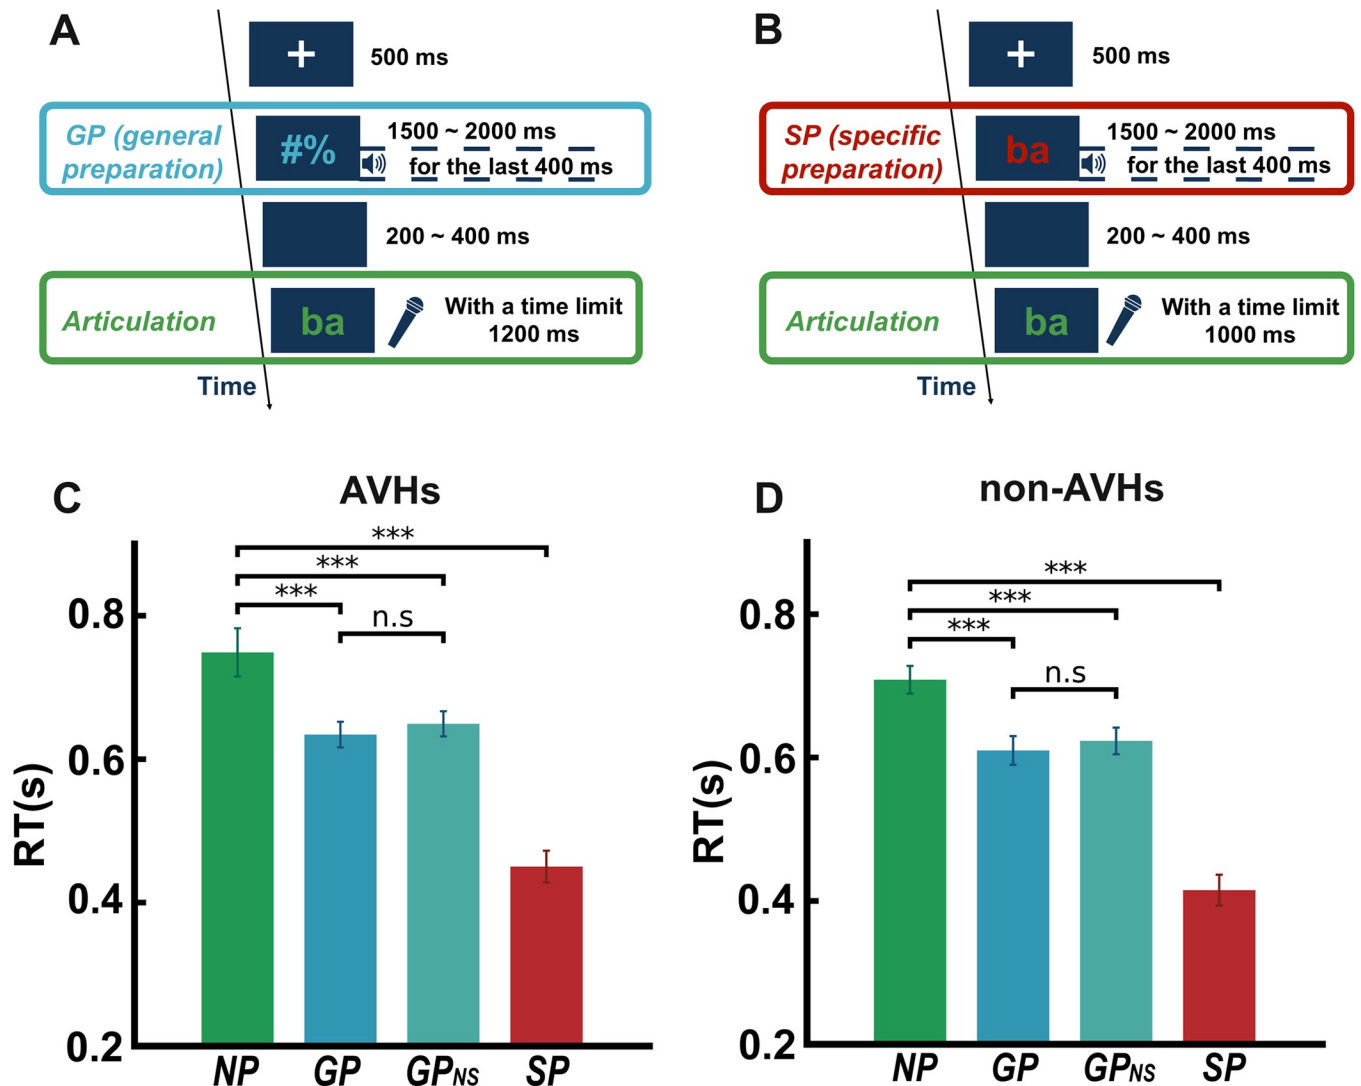 A
+
500 ms
GP (general
preparation)
#%
1500 ~ 2000 ms
for the last 400 ms
200 ~ 400 ms
Articulation
ba
With a time limit
1200 ms
Time
B
+
500 ms
SP (specific
preparation)
ba
1500 ~ 2000 ms
for the last 400 ms
200 ~ 400 ms
Articulation
ba
With a time limit
1000 ms
Time
C
AVHs
***
***
***
n.s
0.8
0.6
0.4
0.2
RT(s)
NP GP GPNS SP
D
non-AVHs
***
***
***
n.s
0.8
0.6
0.4
0.2
RT(s)
NP GP GPNS SP